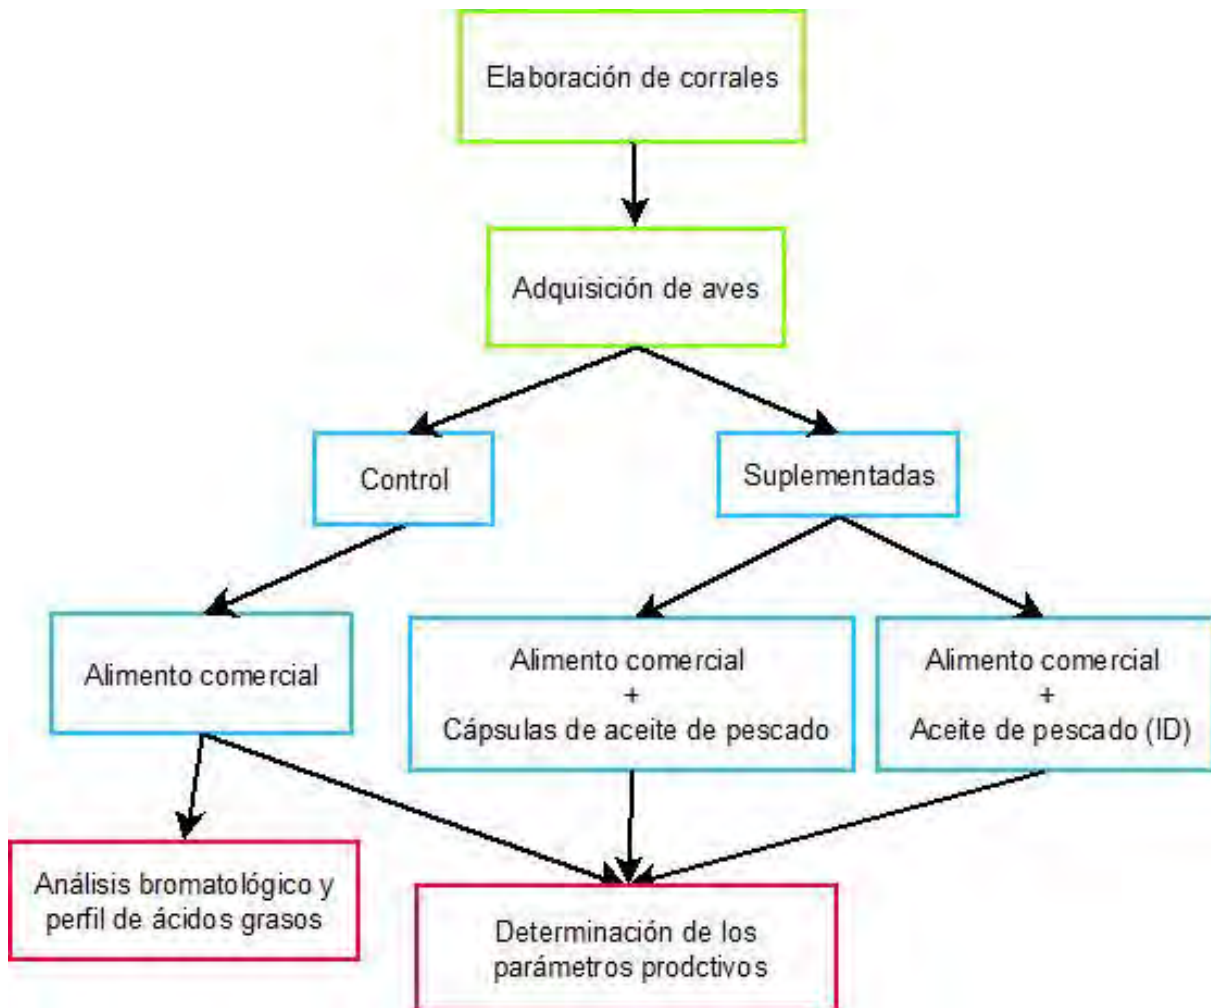 Elaboración de corrales
Adquisición de aves
Control
Suplementadas
Alimento comercial
Alimento comercial
+
Cápsulas de aceite de pescado
Alimento comercial
+
Aceite de pescado (ID)
Análisis bromatológico y
perfil de ácidos grasos
Determinación de los
parámetros prodctivos